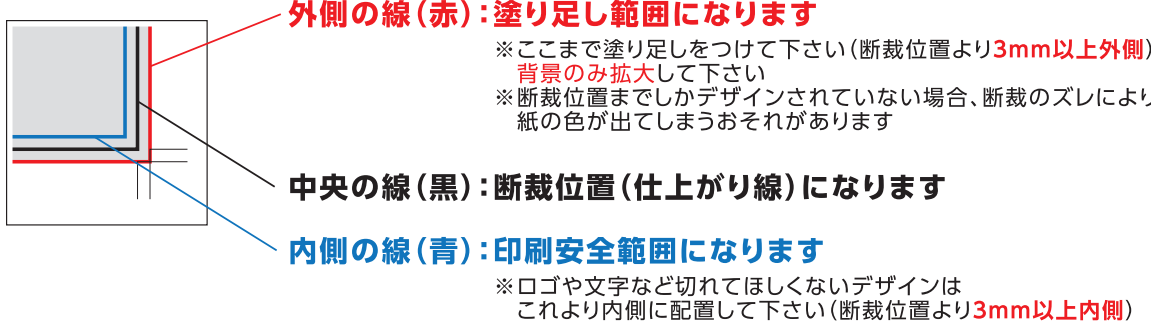 外側の線（赤）：塗り足し範囲になります
※ここまで塗り足しをつけて下さい（断裁位置より3mm以上外側）
背景のみ拡大して下さい
※断裁位置までしかデザインされていない場合、断裁のズレにより
紙の色が出てしまうおそれがあります
中央の線（黒）：断裁位置（仕上がり線）になります
内側の線（青）：印刷安全範囲になります
※ロゴや文字など切れてほしくないデザインは
これより内側に配置して下さい（断裁位置より3mm以上内側）